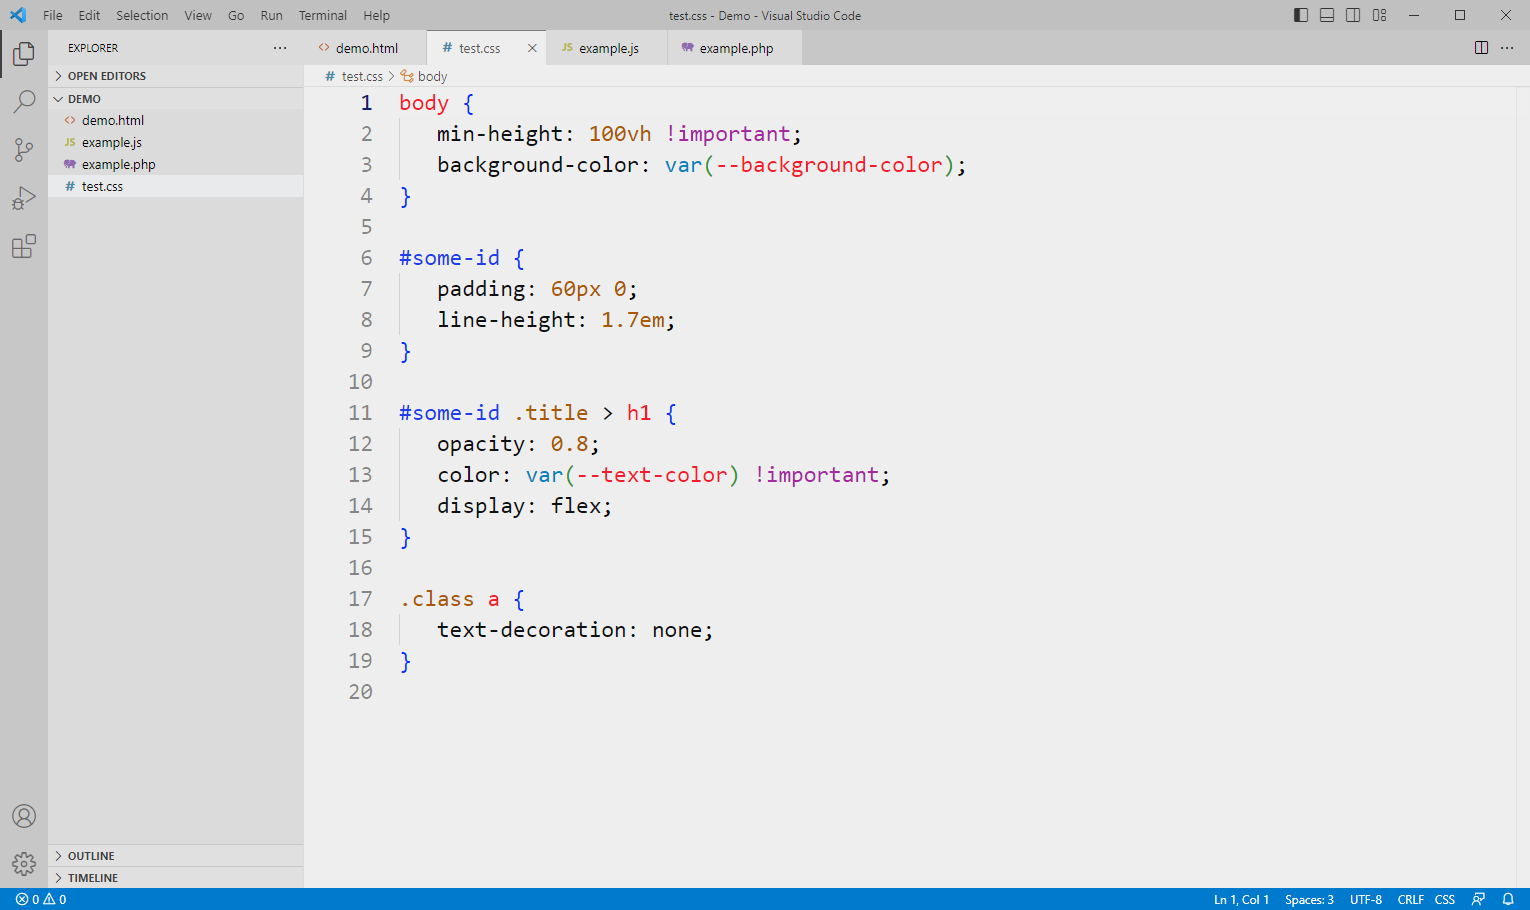 File Edit Selection View Go Run Terminal Help
test.css - Demo - Visual Studio Code
EXPLORER
OPEN EDITORS
DEMO
<> demo.html
JS example.js
example.php
# test.css
OUTLINE
TIMELINE
<> demo.html
# test.css
JS example.js
example.php
# test.css > body
1 body {
2 min-height: 100vh !important;
3 background-color: var(--background-color);
4 }
5
6 #some-id {
7 padding: 60px 0;
8 line-height: 1.7em;
9 }
10
11 #some-id .title > h1 {
12 opacity: 0.8;
13 color: var(--text-color) !important;
14 display: flex;
15 }
16
17 .class a {
18 text-decoration: none;
19 }
20
0 0
Ln 1, Col 1 Spaces: 3 UTF-8 CRLF CSS